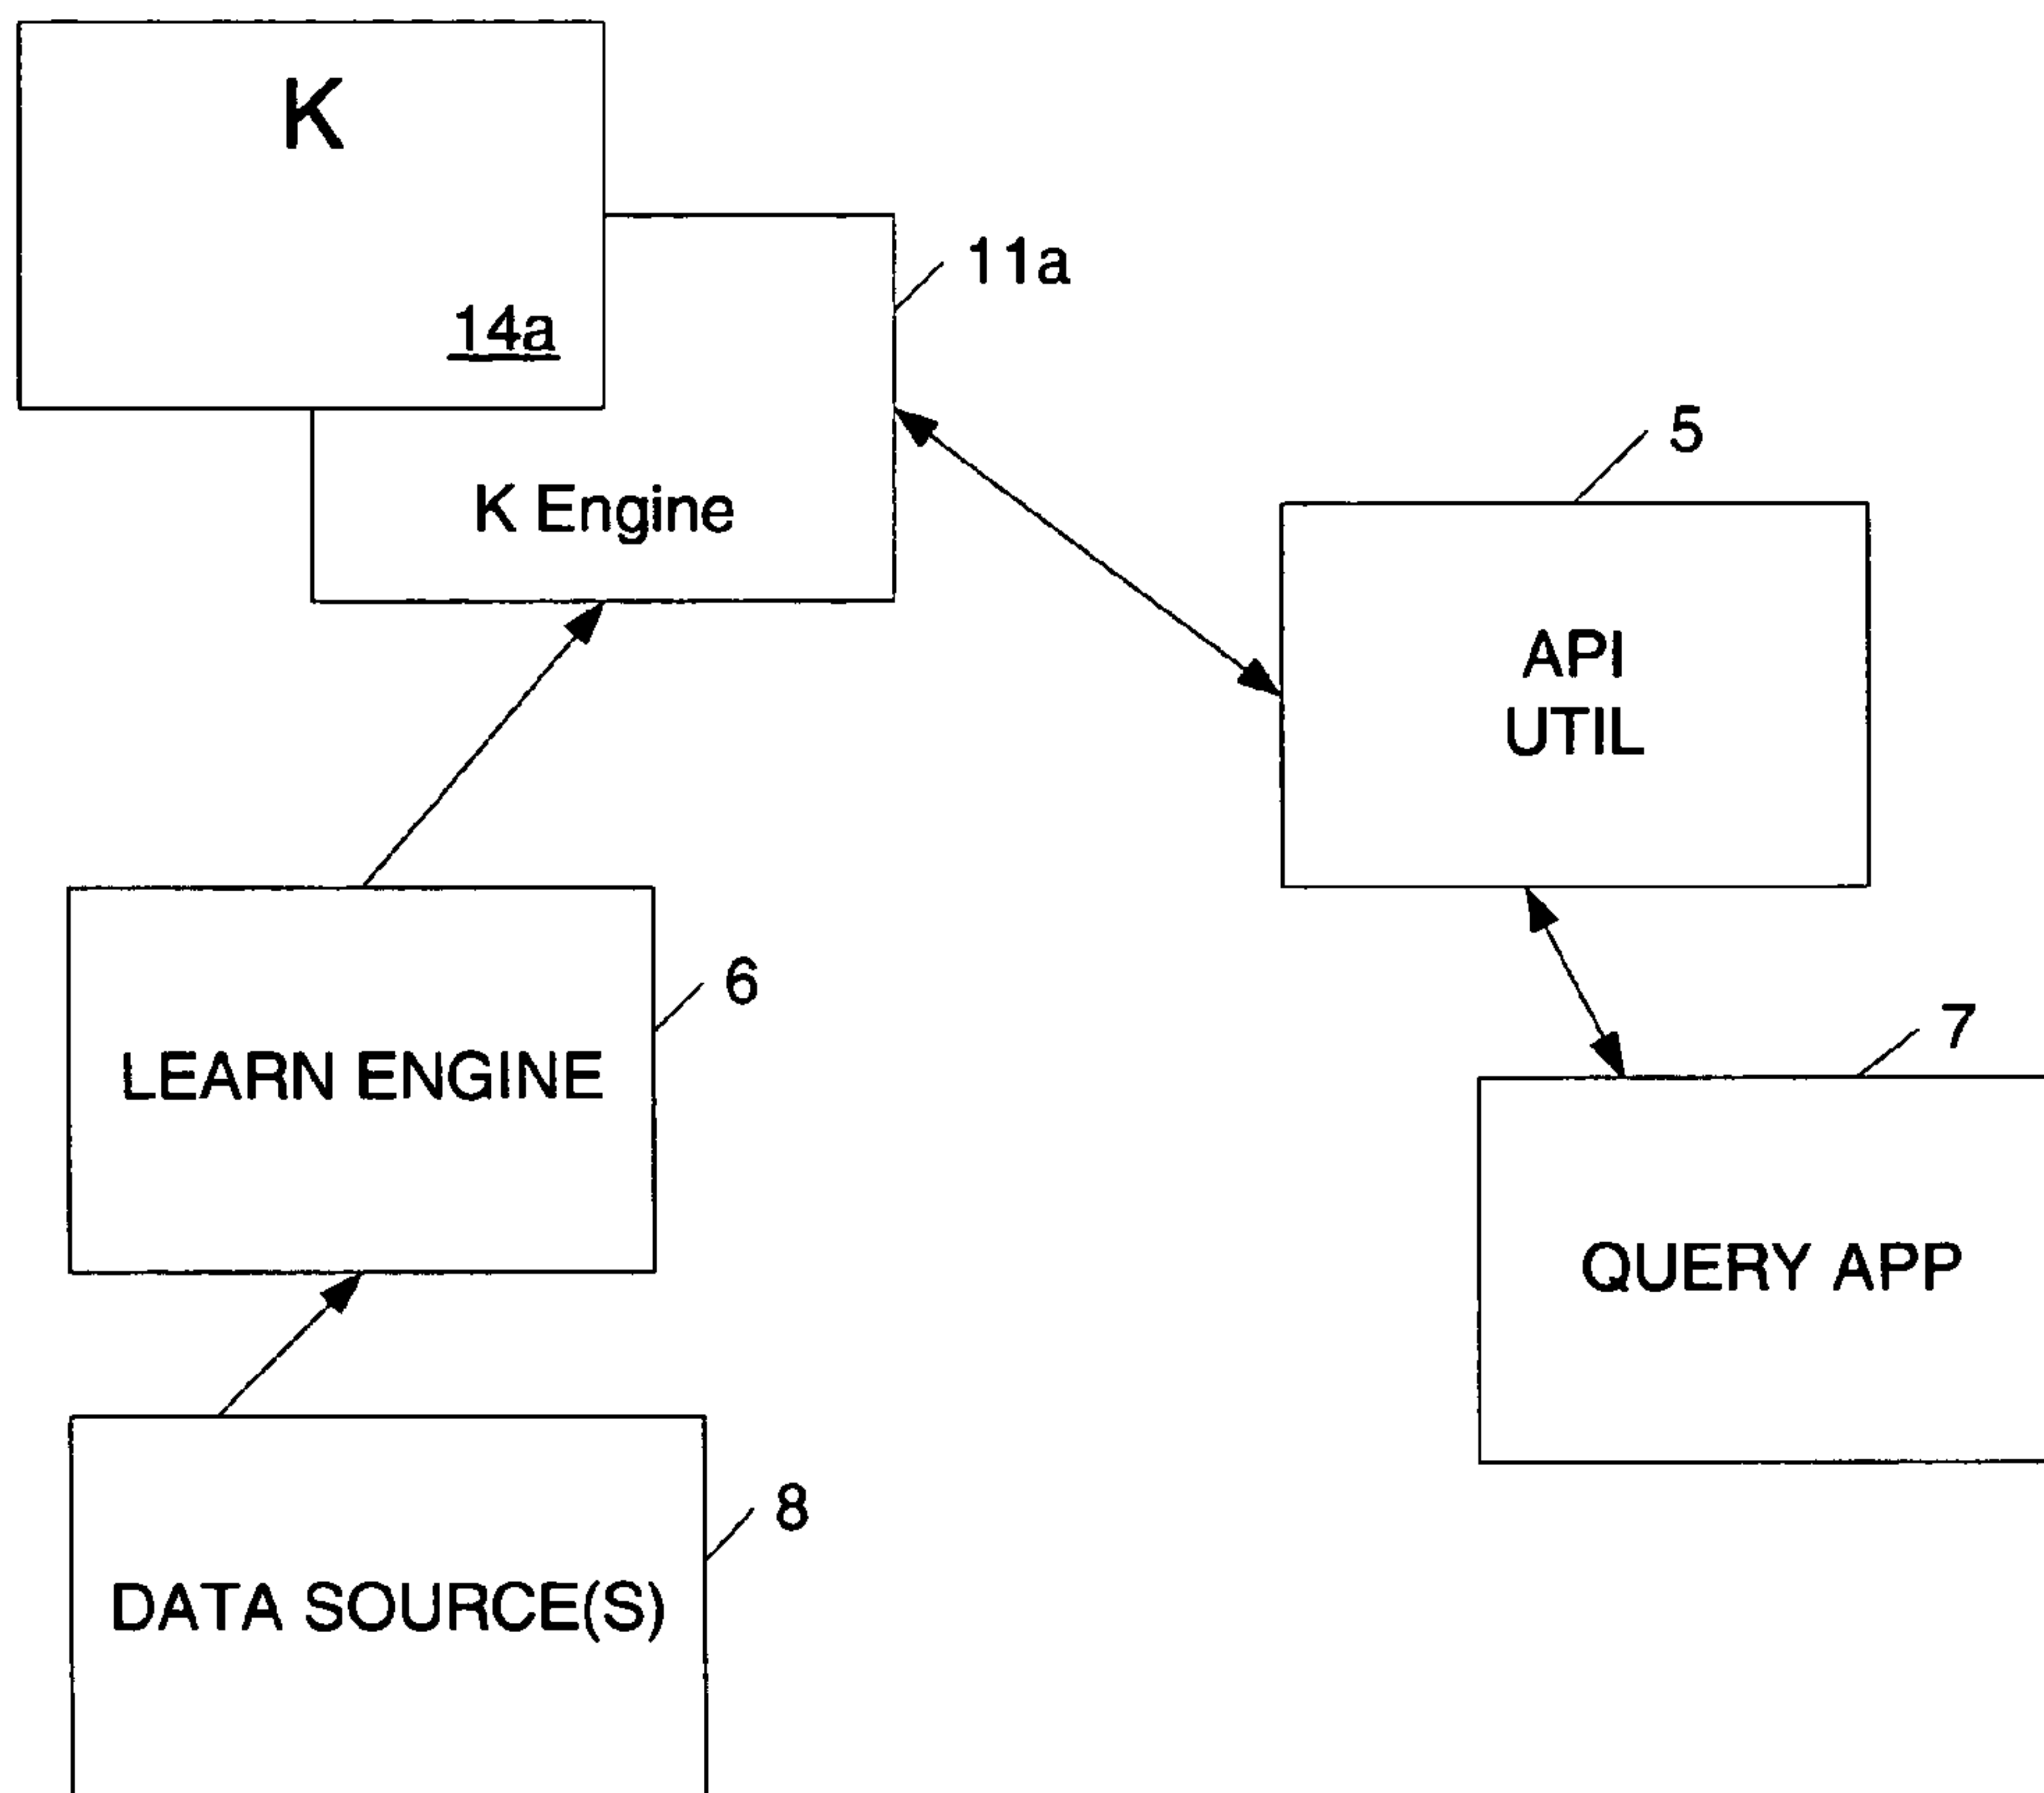 K
14a
11a
K Engine
5
API
UTIL
6
LEARN ENGINE
7
QUERY APP
8
DATA SOURCE(S)